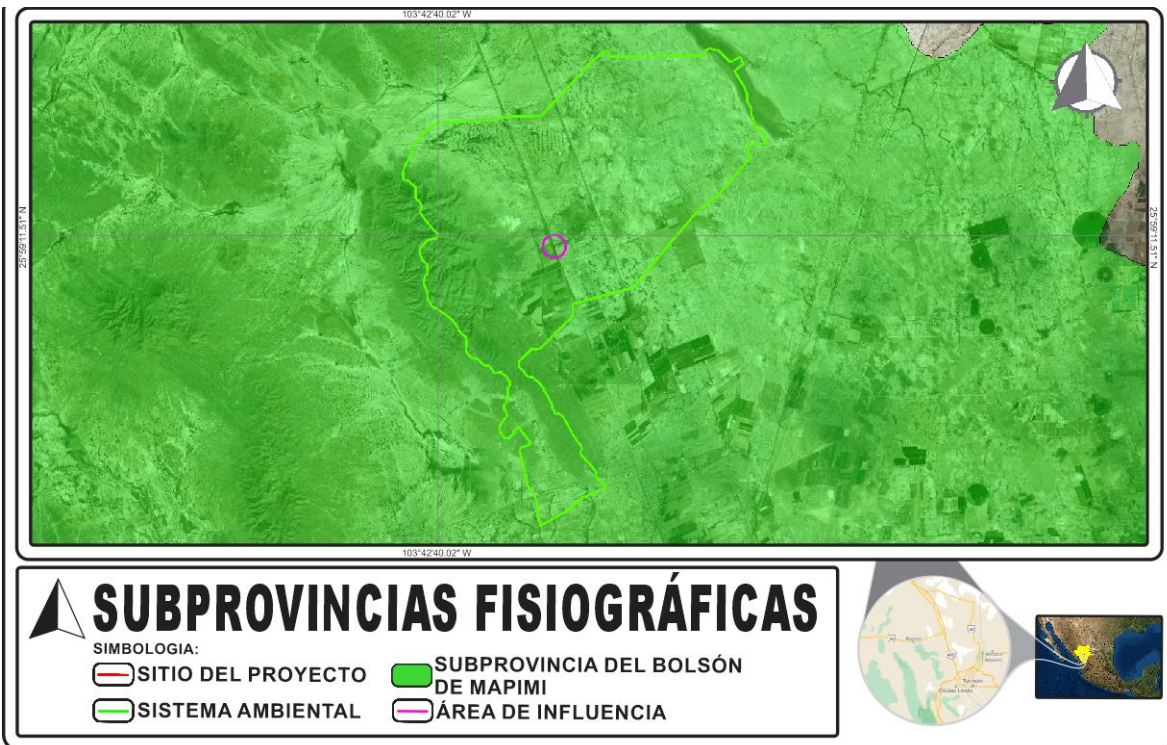 103°42'40.02" W
25°59'11.51" N
25°59'11.51" N
103°42'40.02" W
SUBPROVINCIAS FISIOGRÁFICAS
SIMBOLOGIA:
SITIO DEL PROYECTO
SUBPROVINCIA DEL BOLSÓN
DE MAPIMI
SISTEMA AMBIENTAL
ÁREA DE INFLUENCIA
Torreón